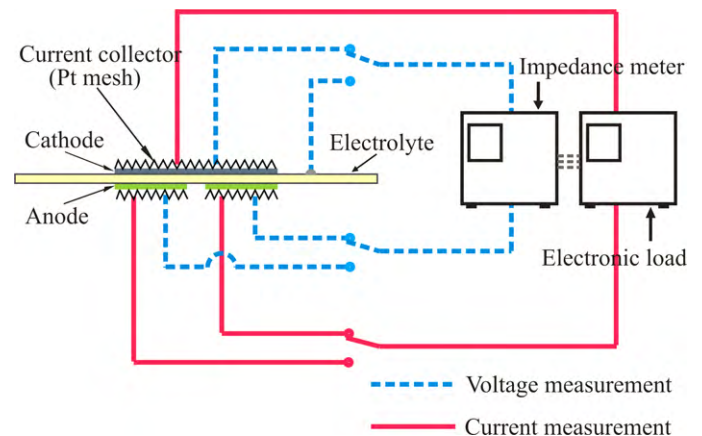 Current collector
(Pt mesh)
Impedance meter
Cathode
Electrolyte
Anode
Electronic load
Voltage measurement
Current measurement